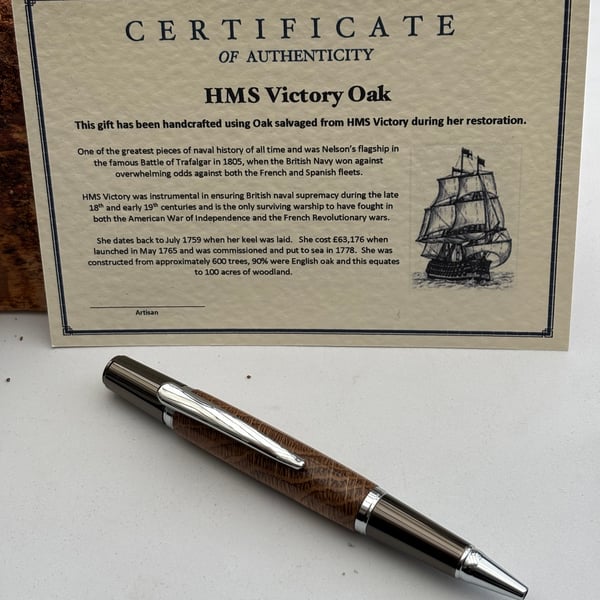 CERTIFICATE
OF AUTHENTICITY
HMS Victory Oak
This gift has been handcrafted using Oak salvaged from HMS Victory during her restoration.
One of the greatest pieces of naval history of all time and was Nelson's flagship in
the famous Battle of Trafalgar in 1805, when the British Navy won against
overwhelming odds against both the French and Spanish fleets.
HMS Victory was instrumental in ensuring British naval supremacy during the late
18th and early 19th centuries and is the only surviving warship to have fought in
both the American War of Independence and the French Revolutionary wars.
She dates back to July 1759 when her keel was laid. She cost £63,176 when
launched in May 1765 and was commissioned and put to sea in 1778. She was
constructed from approximately 600 trees, 90% were English oak and this equates
to 100 acres of woodland.
Artisan